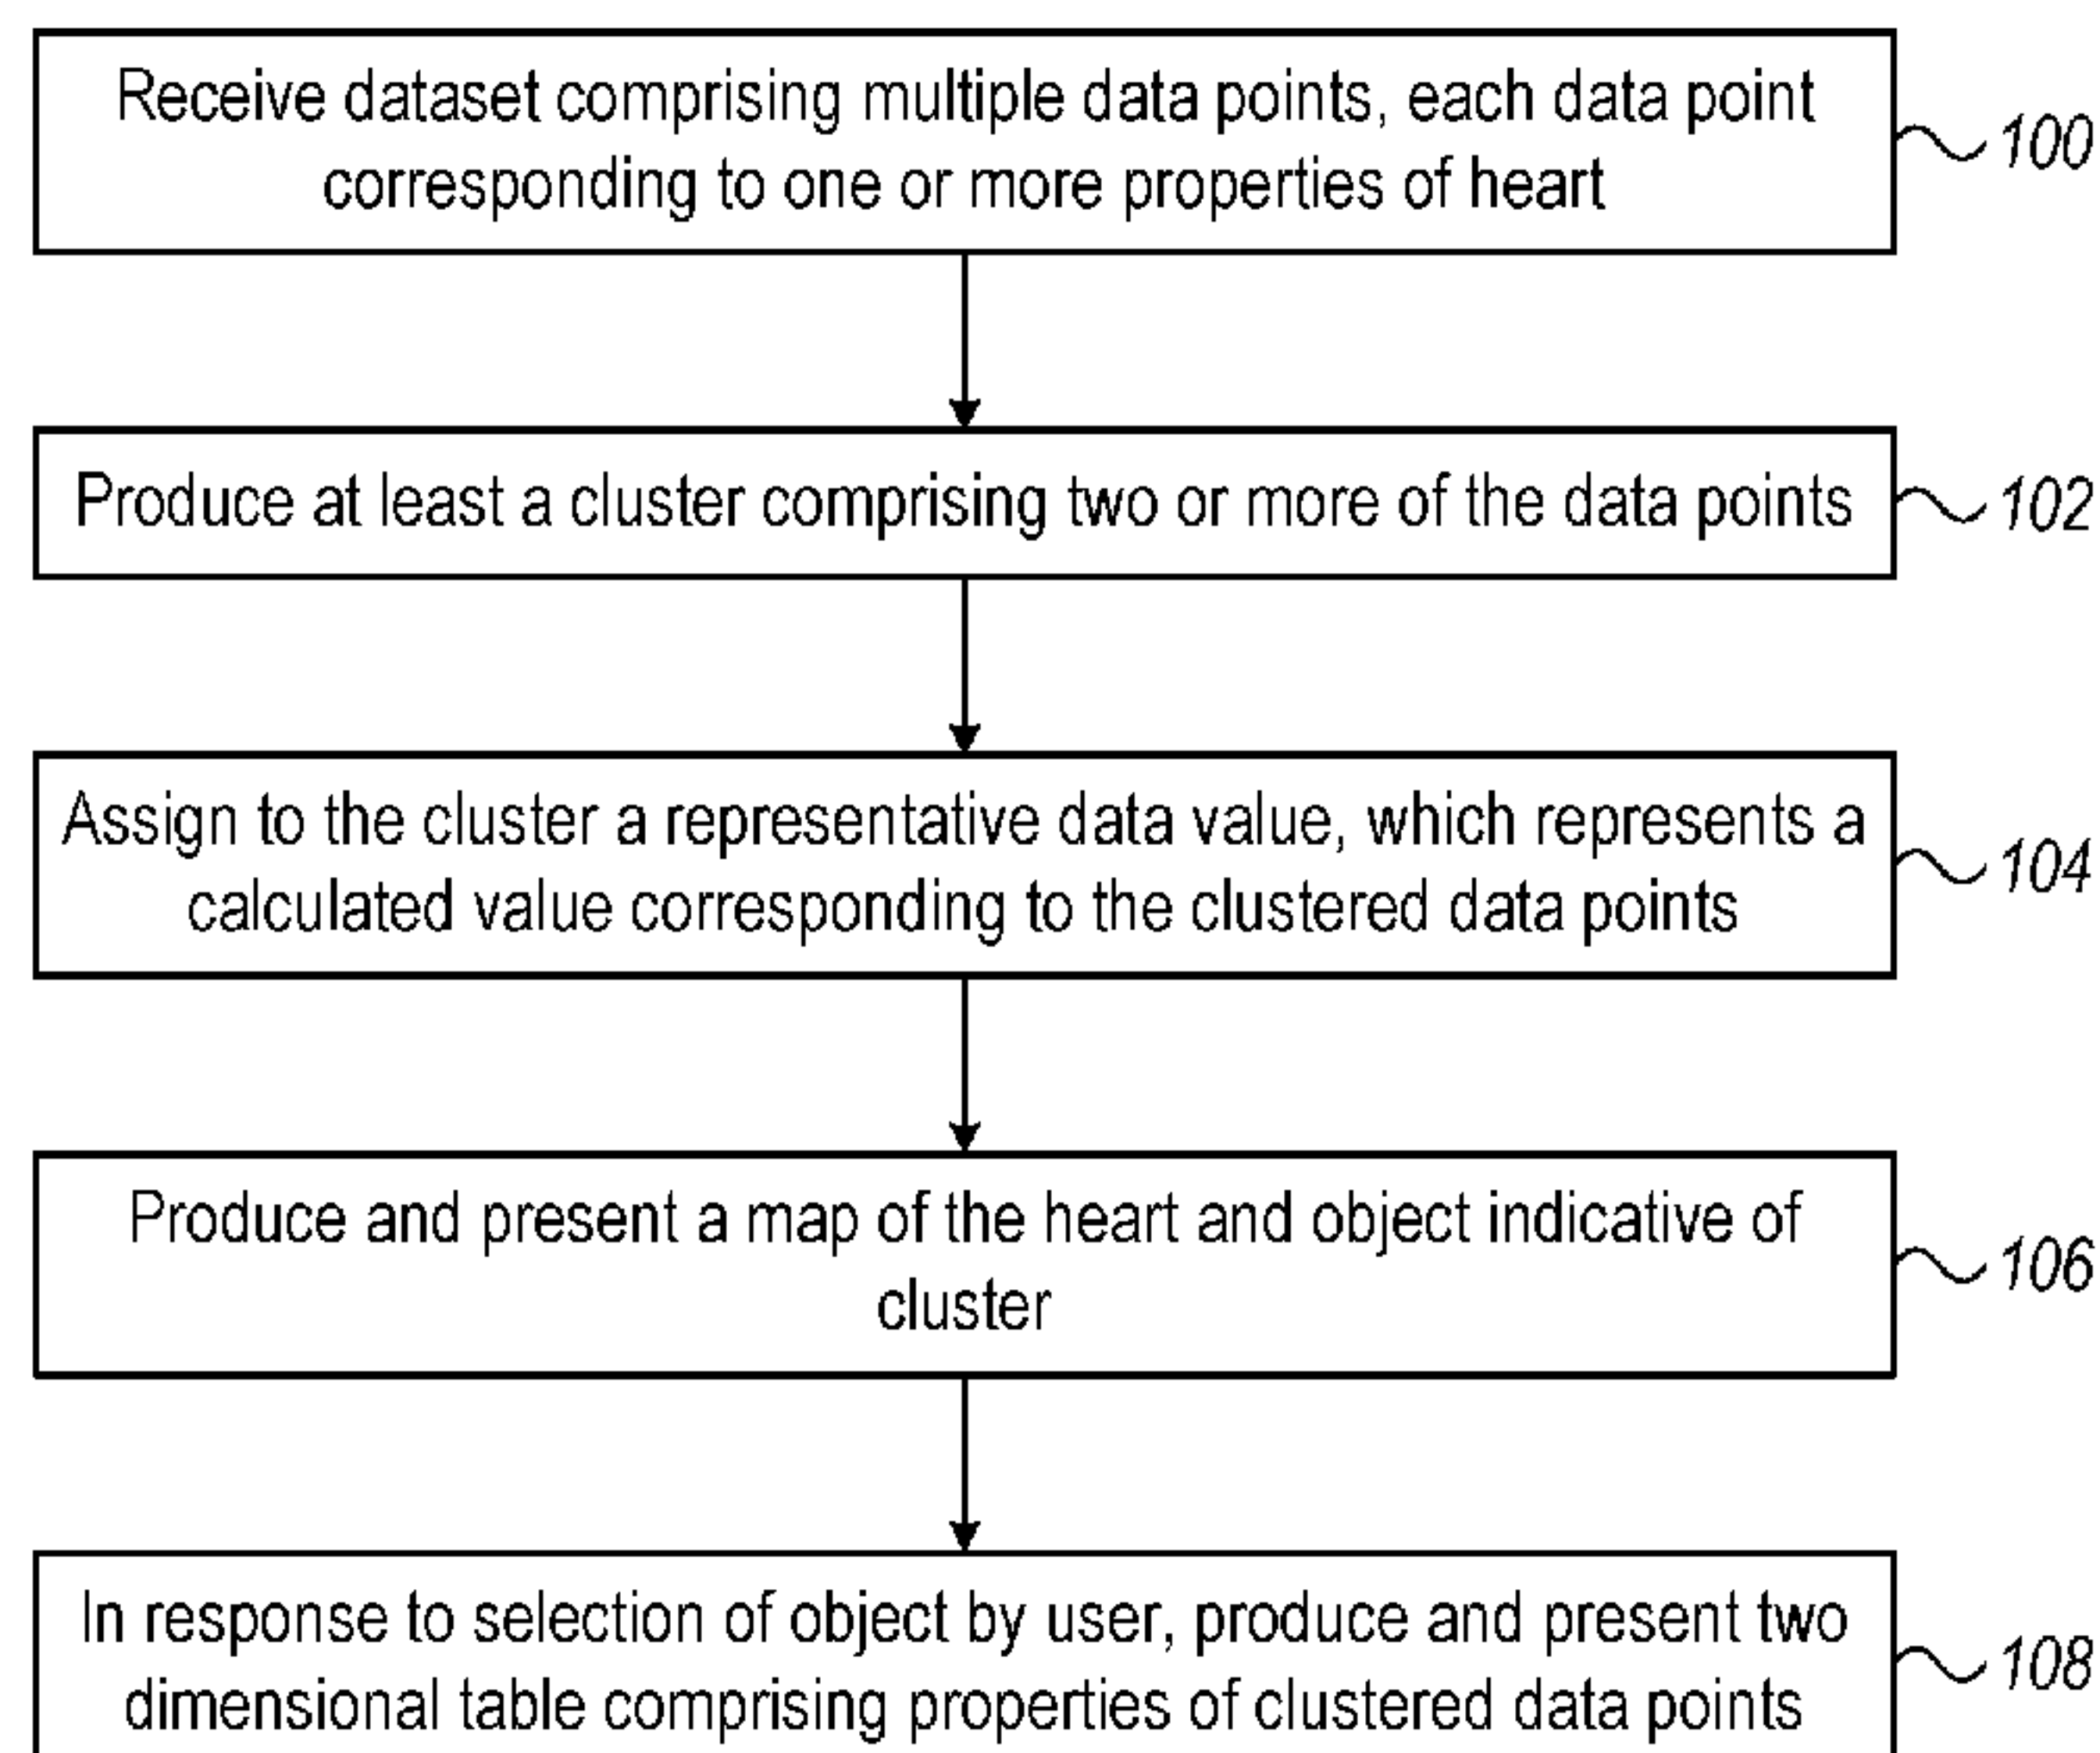 Receive dataset comprising multiple data points, each data point
corresponding to one or more properties of heart
100
Produce at least a cluster comprising two or more of the data points
102
Assign to the cluster a representative data value, which represents a
calculated value corresponding to the clustered data points
104
Produce and present a map of the heart and object indicative of
cluster
106
In response to selection of object by user, produce and present two
dimensional table comprising properties of clustered data points
108